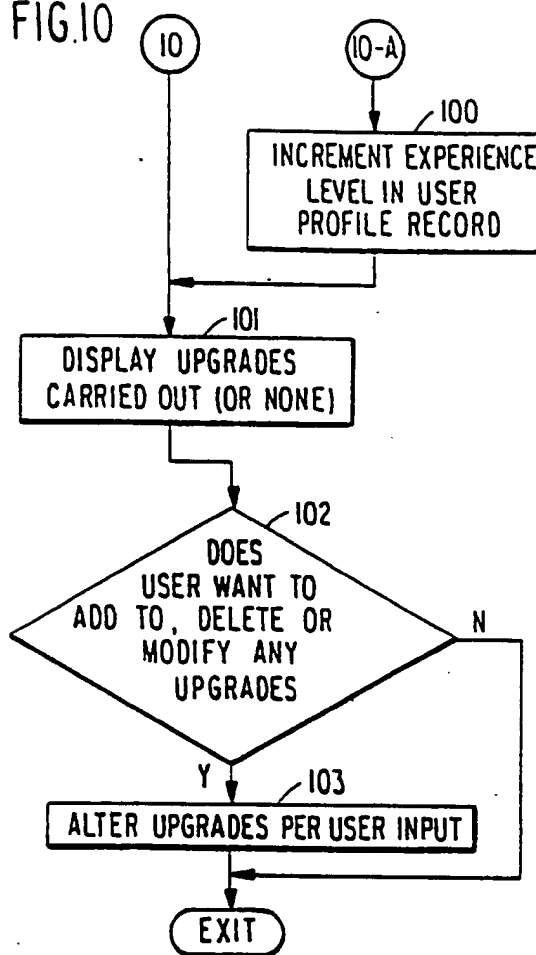 FIG.10
10
10-A
100
INCREMENT EXPERIENCE
LEVEL IN USER
PROFILE RECORD
101
DISPLAY UPGRADES
CARRIED OUT (OR NONE)
102
DOES
USER WANT TO
ADD TO, DELETE OR
MODIFY ANY
UPGRADES
N
Y
103
ALTER UPGRADES PER USER INPUT
EXIT